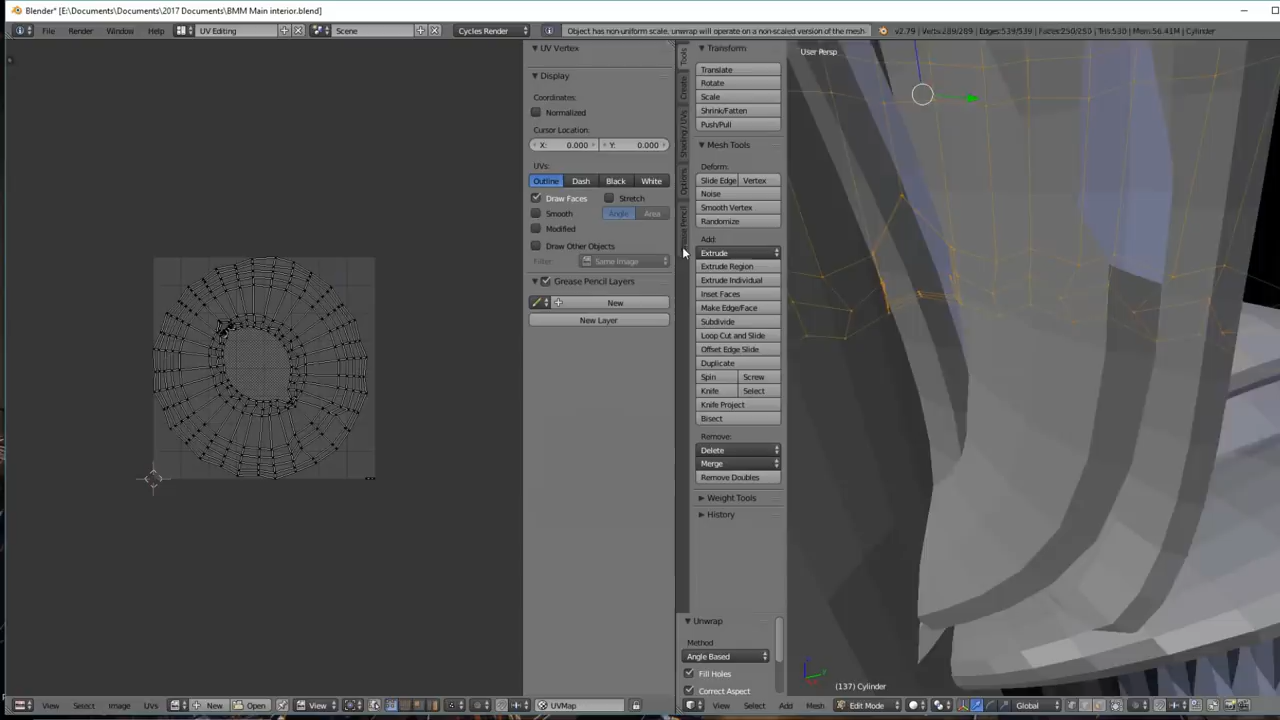 Blender* [E:\Documents\Documents\2017 Documents\BMM Main interior.blend]
File Render Window Help UV Editing Scene Cycles Render Object has non-uniform scale, unwrap will operate on a non-scaled version of the mesh v2.79 | Verts:289/289 | Edges:539/539 | Faces:250/250 | Tris:530 | Mem:56.41M | Cylinder
UV Vertex
Display
Coordinates:
Normalized
Cursor Location:
X: 0.000 Y: 0.000
UVs:
Outline Dash Black White
Draw Faces Stretch
Smooth Angle Area
Modified
Draw Other Objects
Filter Same Image
Grease Pencil Layers
New
New Layer
Tools
Create
Shading / UVs
Options
Grease Pencil
Transform
Translate
Rotate
Scale
Shrink/Fatten
Push/Pull
Mesh Tools
Deform:
Slide Edge Vertex
Noise
Smooth Vertex
Randomize
Add:
Extrude
Extrude Region
Extrude Individual
Inset Faces
Make Edge/Face
Subdivide
Loop Cut and Slide
Offset Edge Slide
Duplicate
Spin Screw
Knife Select
Knife Project
Bisect
Remove:
Delete
Merge
Remove Doubles
Weight Tools
History
Unwrap
Method
Angle Based
Fill Holes
Correct Aspect
User Persp
(137) Cylinder
View Select Image UVs New Open View UVMap
View Select Add Mesh Edit Mode Global